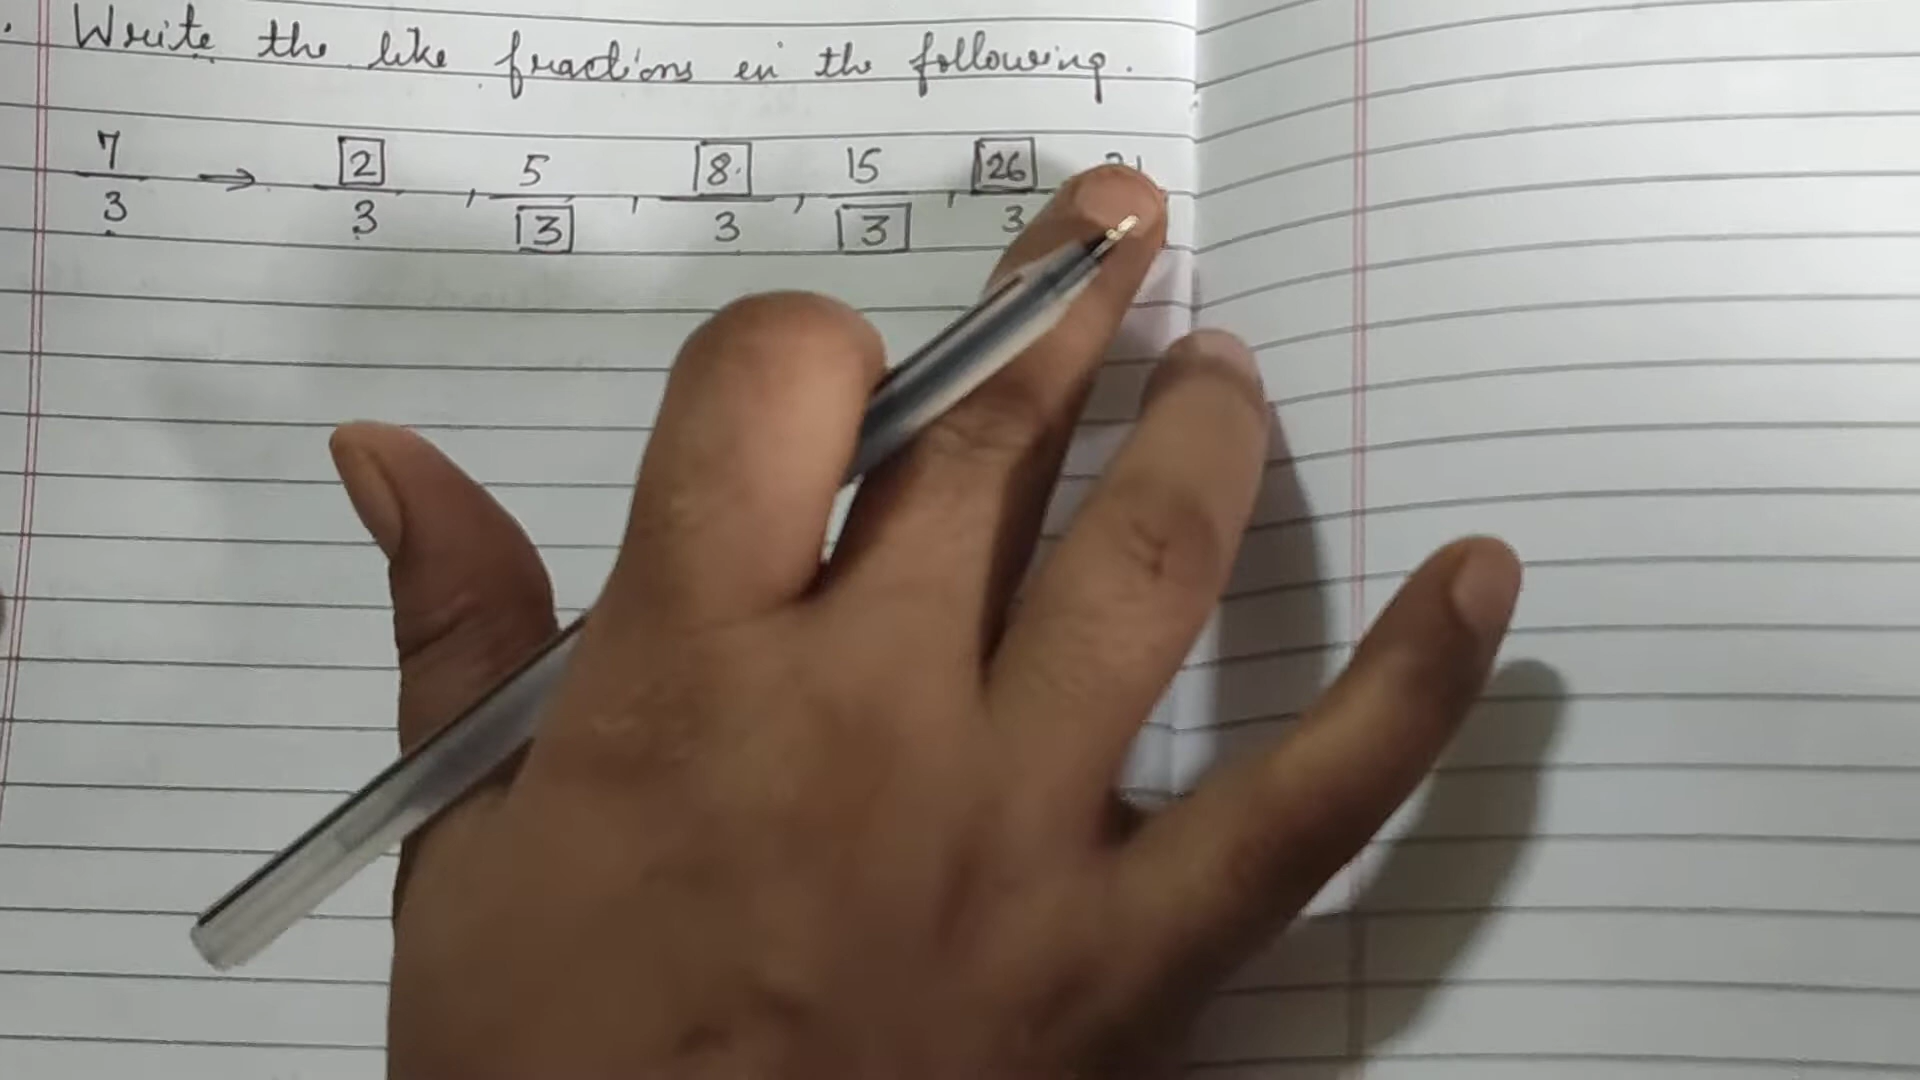 . Write the like fractions in the following.
7/3 → 2/3, 5/3, 8/3, 15/3, 26/3